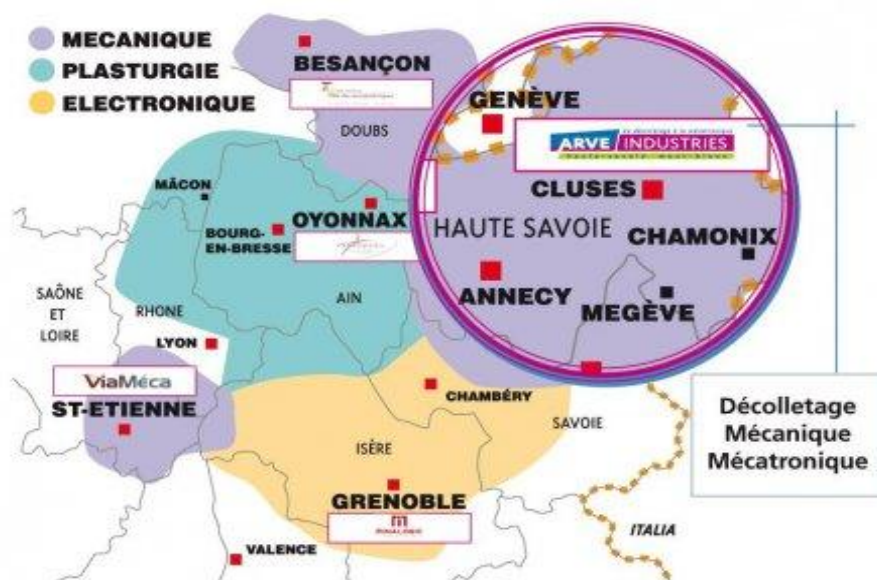 MECANIQUE
PLASTURGIE
ELECTRONIQUE
BESANÇON
DOUBS
GENÈVE
ARVE INDUSTRIES
CLUSES
HAUTE SAVOIE
CHAMONIX
ANNECY
MEGÈVE
MÂCON
OYONNAX
BOURG-
EN-BRESSE
AIN
SAÔNE
ET
LOIRE
RHONE
LYON
ViaMéca
ST-ETIENNE
CHAMBÉRY
SAVOIE
ISÈRE
GRENOBLE
VALENCE
ITALIA
Décolletage
Mécanique
Mécatronique